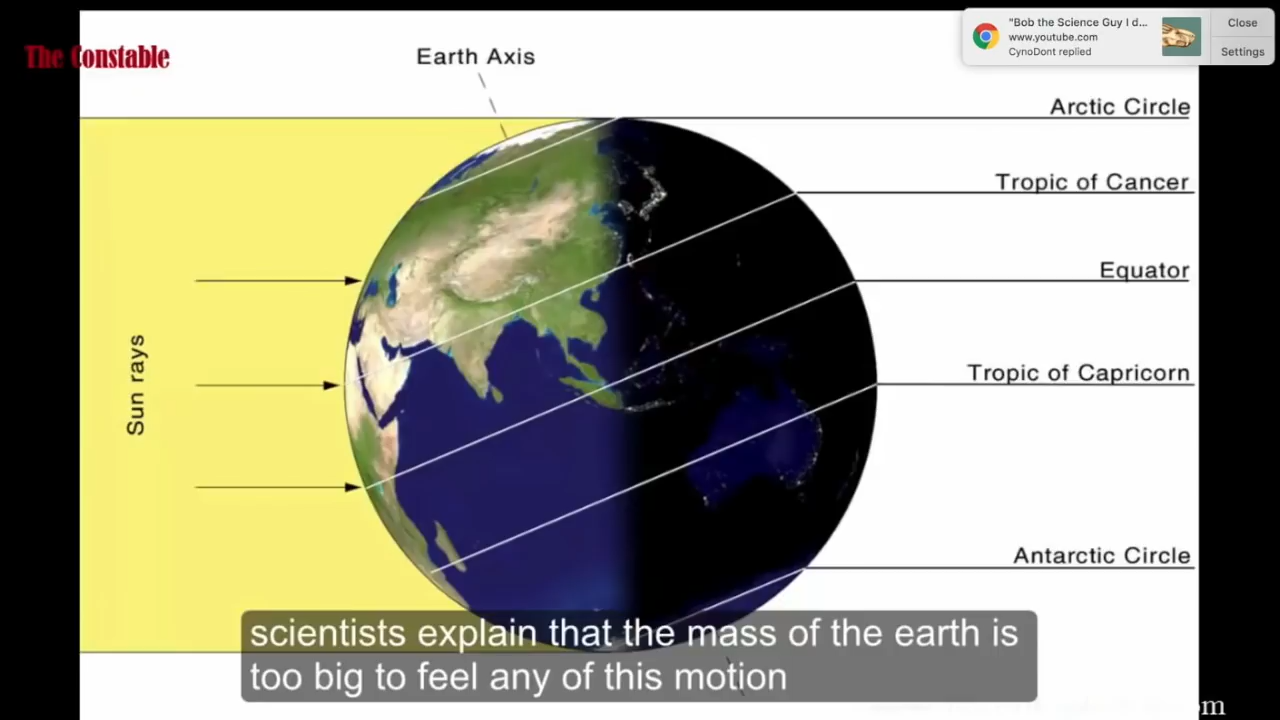 The Constable
"Bob the Science Guy I d...
www.youtube.com
CynoDont replied
Close
Settings
Earth Axis
Arctic Circle
Tropic of Cancer
Equator
Sun rays
Tropic of Capricorn
Antarctic Circle
scientists explain that the mass of the earth is
too big to feel any of this motion